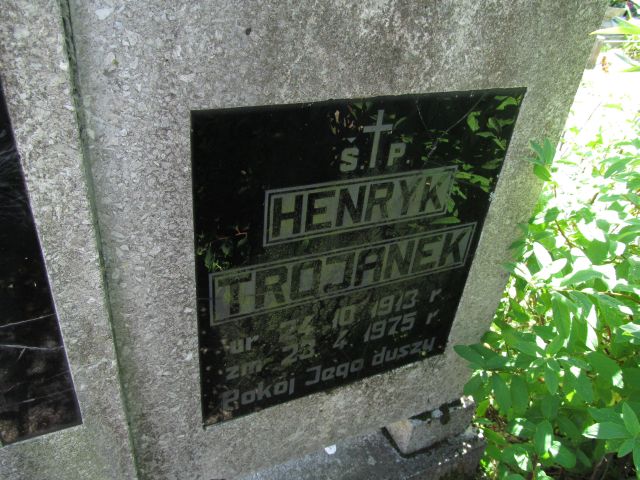 Ś.P.
HENRYK
TROJANEK
ur 24 10 1913 r
zm 23 4 1975 r
Pokój Jego duszy